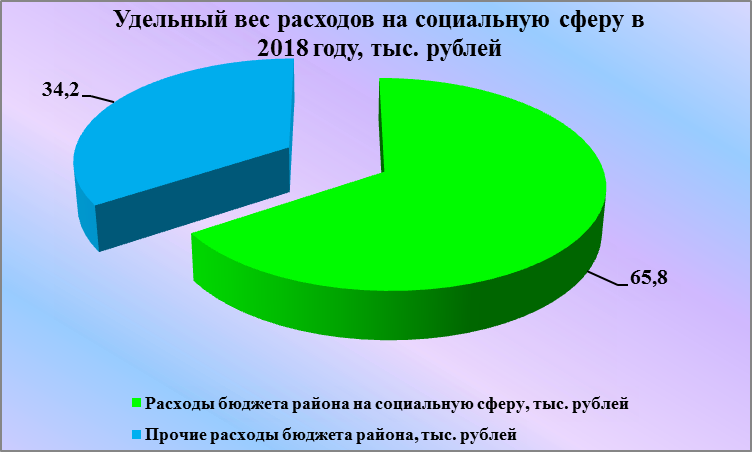 Удельный вес расходов на социальную сферу в
2018 году, тыс. рублей
34,2
65,8
Расходы бюджета района на социальную сферу, тыс. рублей
Прочие расходы бюджета района, тыс. рублей